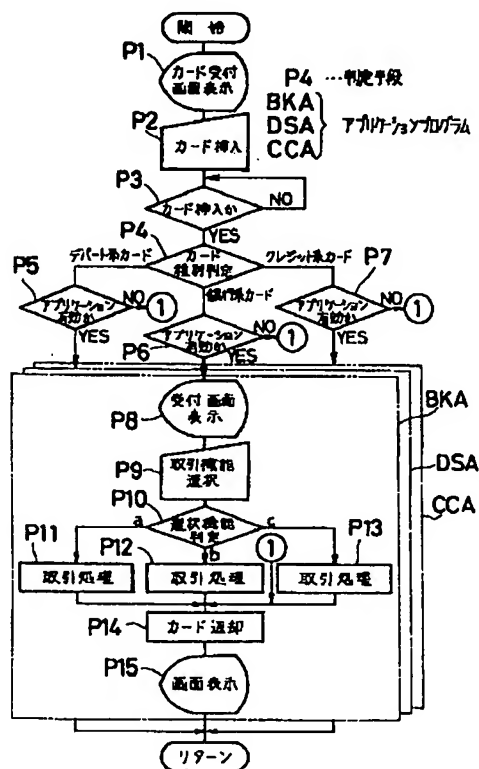 開始
P1
カード受付
画面表示
P4 …判定手段
BKA
DSA
CCA
アプリケーションプログラム
P2
カード挿入
P3
カード挿入か
NO
YES
デパート系カード
P4
カード
種別判定
クレジット系カード
P5
アプリケーション
有効か
NO
1
YES
銀行系カード
P6
アプリケーション
有効か
NO
1
YES
P7
アプリケーション
有効か
NO
1
YES
P8
受付画面
表示
BKA
DSA
CCA
P9
取引機能
選択
P10
選択機能
判定
a
b
c
1
P11
取引処理
P12
取引処理
P13
取引処理
P14
カード返却
P15
画面表示
リターン